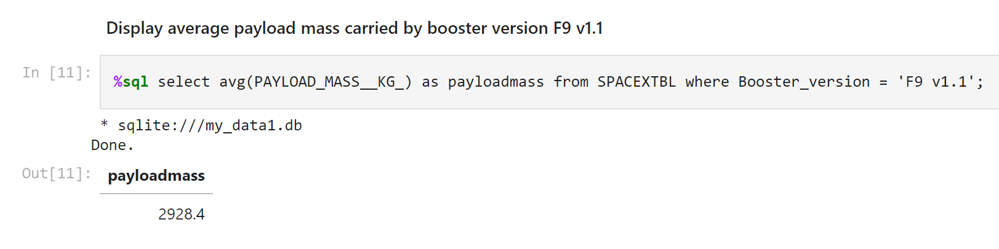 Display average payload mass carried by booster version F9 v1.1
In [11]: %sql select avg(PAYLOAD_MASS__KG_) as payloadmass from SPACEXTBL where Booster_version = 'F9 v1.1';
* sqlite:///my_data1.db
Done.
Out[11]: payloadmass
2928.4